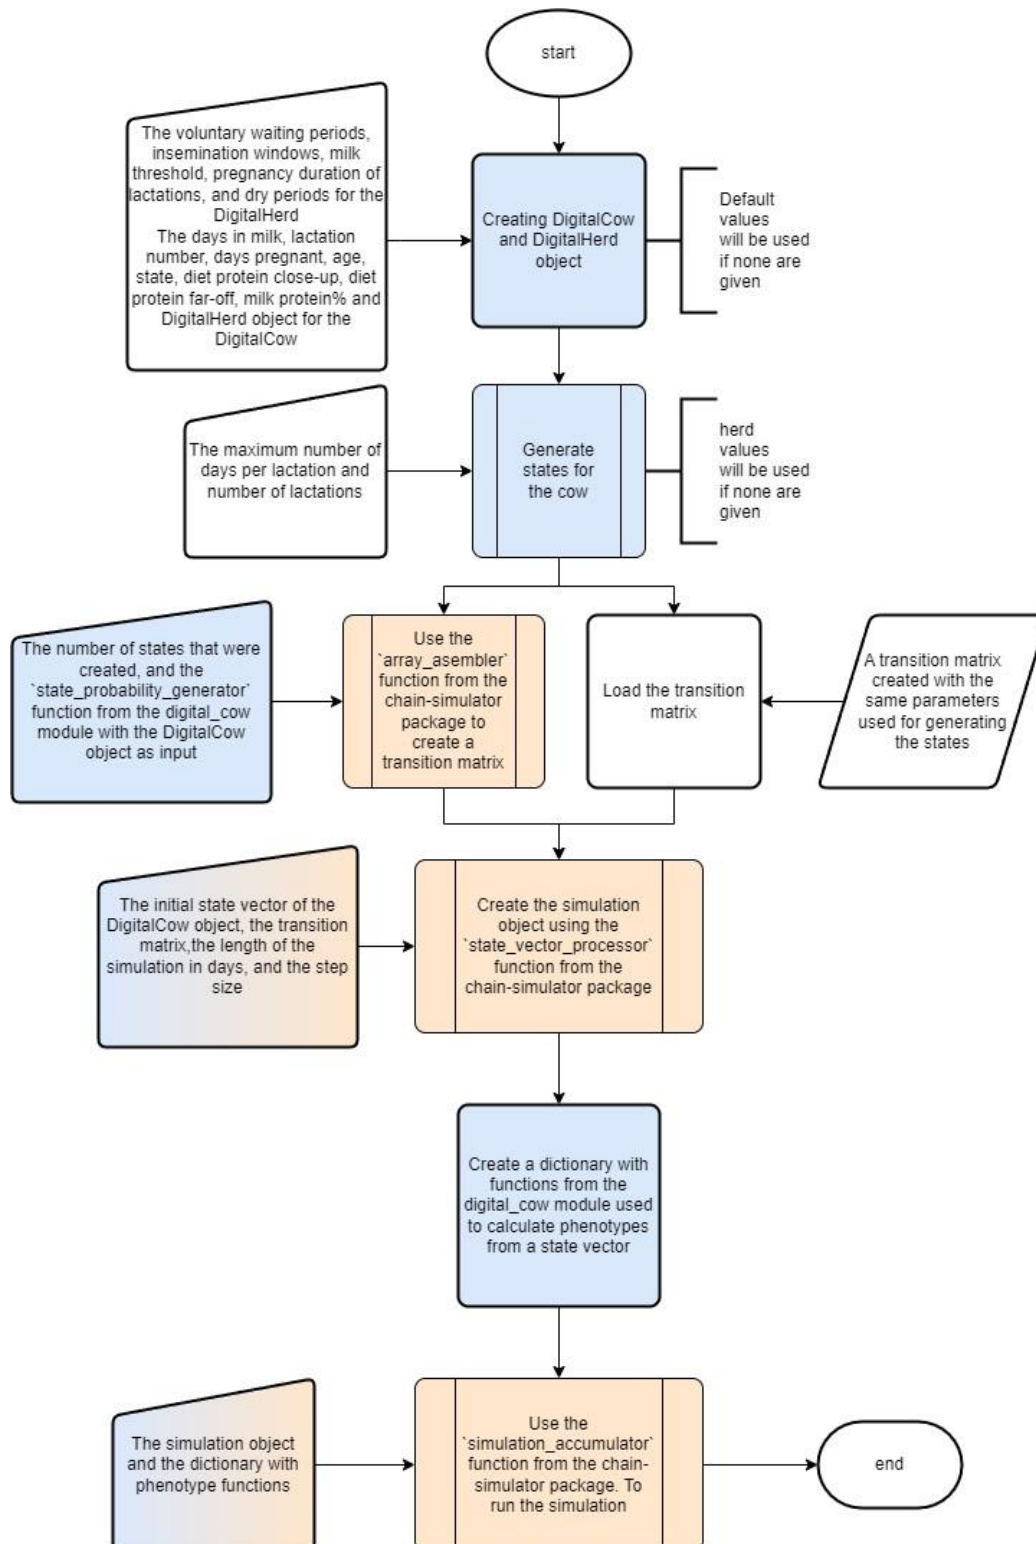 start
The voluntary waiting periods,
insemination windows, milk
threshold, pregnancy duration of
lactations, and dry periods for the
DigitalHerd
The days in milk, lactation
number, days pregnant, age,
state, diet protein close-up, diet
protein far-off, milk protein% and
DigitalHerd object for the
DigitalCow
Creating DigitalCow
and DigitalHerd
object
Default
values
will be used
if none are
given
The maximum number of
days per lactation and
number of lactations
Generate
states for
the cow
herd
values
will be used
if none are
given
The number of states that were
created, and the
`state_probability_generator`
function from the digital_cow
module with the DigitalCow
object as input
Use the
`array_asembler`
function from the
chain-simulator
package to
create a
transition matrix
Load the transition
matrix
A transition matrix
created with the
same parameters
used for generating
the states
The initial state vector of the
DigitalCow object, the transition
matrix,the length of the
simulation in days, and the step
size
Create the simulation
object using the
`state_vector_processor`
function from the
chain-simulator package
Create a dictionary with
functions from the
digital_cow module used
to calculate phenotypes
from a state vector
The simulation object
and the dictionary with
phenotype functions
Use the
`simulation_accumulator`
function from the chain-
simulator package. To
run the simulation
end